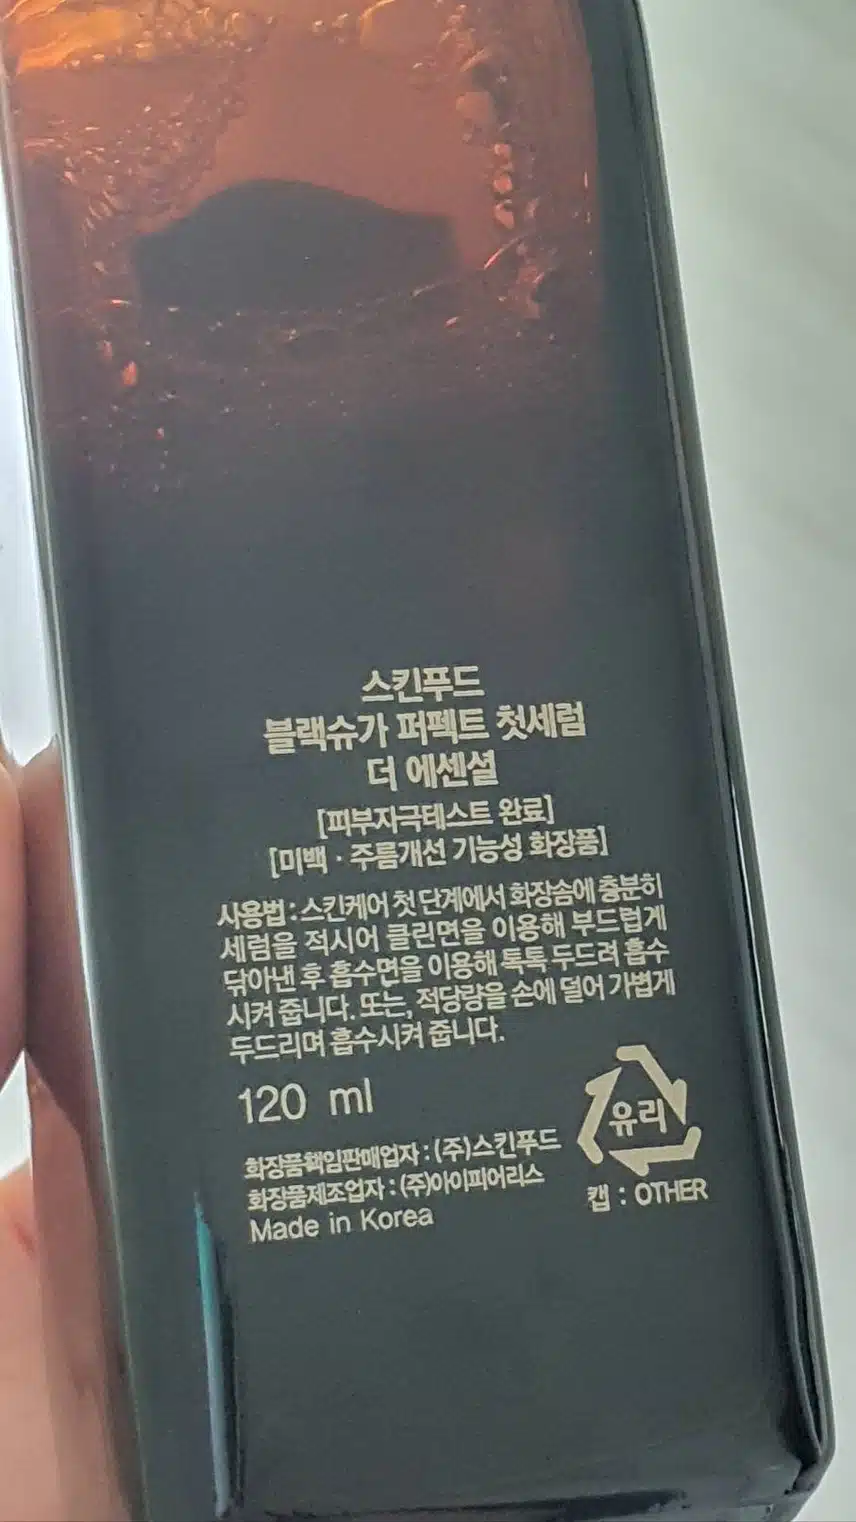 스킨푸드
블랙슈가 퍼펙트 첫세럼
더 에센셜
[피부자극테스트 완료]
[미백 · 주름개선 기능성 화장품]
사용법 : 스킨케어 첫 단계에서 화장솜에 충분히
세럼을 적시어 클린면을 이용해 부드럽게
닦아낸 후 흡수면을 이용해 톡톡 두드려 흡수
시켜 줍니다. 또는, 적당량을 손에 덜어 가볍게
두드리며 흡수시켜 줍니다.
120 ml
유리
화장품책임판매업자 : (주)스킨푸드
화장품제조업자 : (주)아이피어리스
캡 : OTHER
Made in Korea